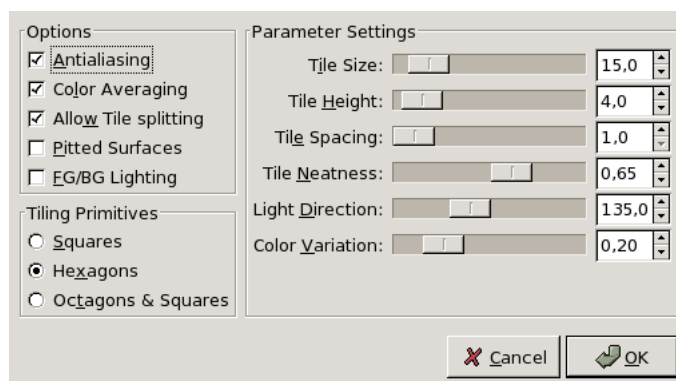 Options
Antialiasing
Color Averaging
Allow Tile splitting
Pitted Surfaces
FG/BG Lighting
Tiling Primitives
Squares
Hexagons
Octagons & Squares
Parameter Settings
Tile Size: 15,0
Tile Height: 4,0
Tile Spacing: 1,0
Tile Neatness: 0,65
Light Direction: 135,0
Color Variation: 0,20
Cancel
OK